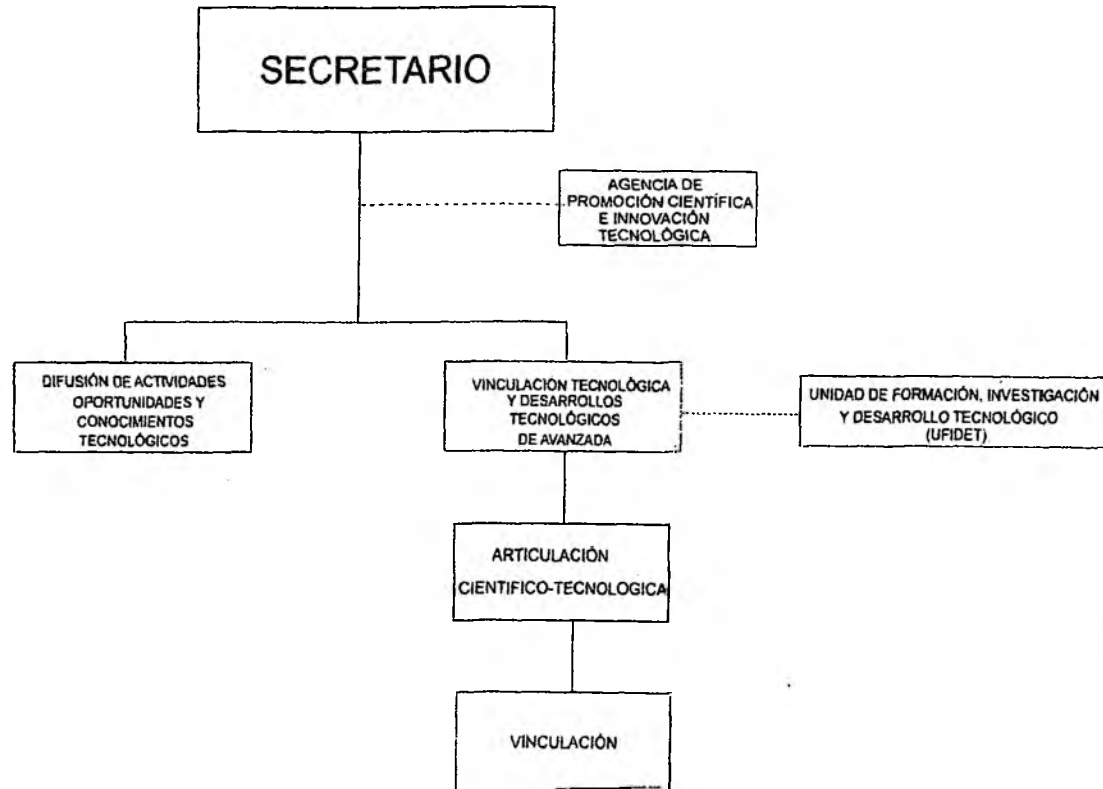 SECRETARIO
AGENCIA DE
PROMOCIÓN CIENTÍFICA
E INNOVACIÓN
TECNOLÓGICA
DIFUSIÓN DE ACTIVIDADES
OPORTUNIDADES Y
CONOCIMIENTOS
TECNOLÓGICOS
VINCULACIÓN TECNOLÓGICA
Y DESARROLLOS
TECNOLÓGICOS
DE AVANZADA
UNIDAD DE FORMACIÓN, INVESTIGACIÓN
Y DESARROLLO TECNOLÓGICO
(UFIDET)
ARTICULACIÓN
CIENTIFICO-TECNOLOGICA
VINCULACIÓN